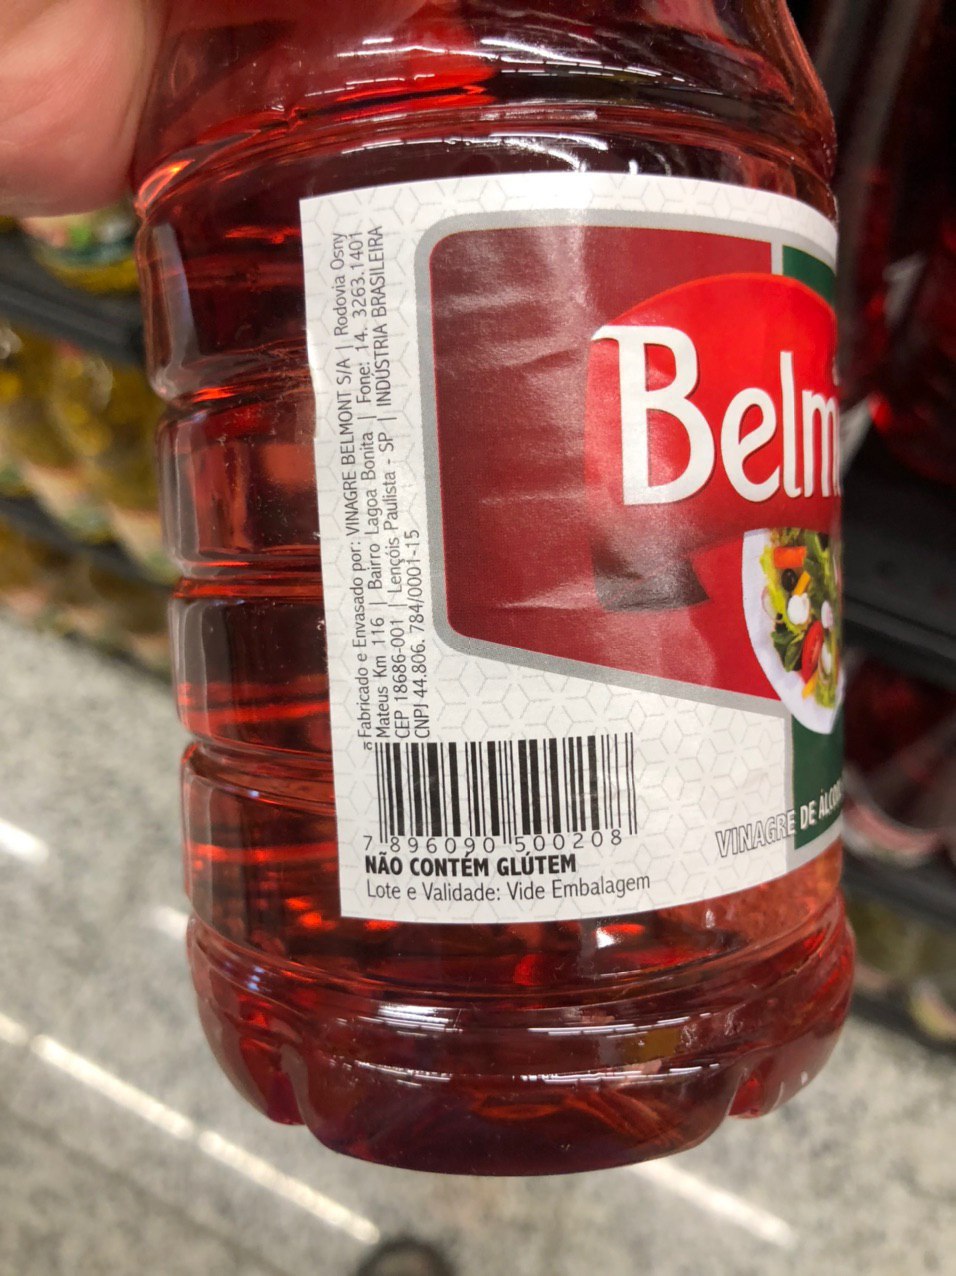 Fabricado e Envasado por: VINAGRE BELMONT S/A | Rodovia Osny
Mateus Km 116 | Bairro Lagoa Bonita | Fone: 14. 3263.1401
CEP 18686-001 | Lençóis Paulista - SP | INDÚSTRIA BRASILEIRA
CNPJ 44.806. 784/0001-15
Belm
VINAGRE DE ÁLCO
7 896090 500208
NÃO CONTÉM GLÚTEM
Lote e Validade: Vide Embalagem